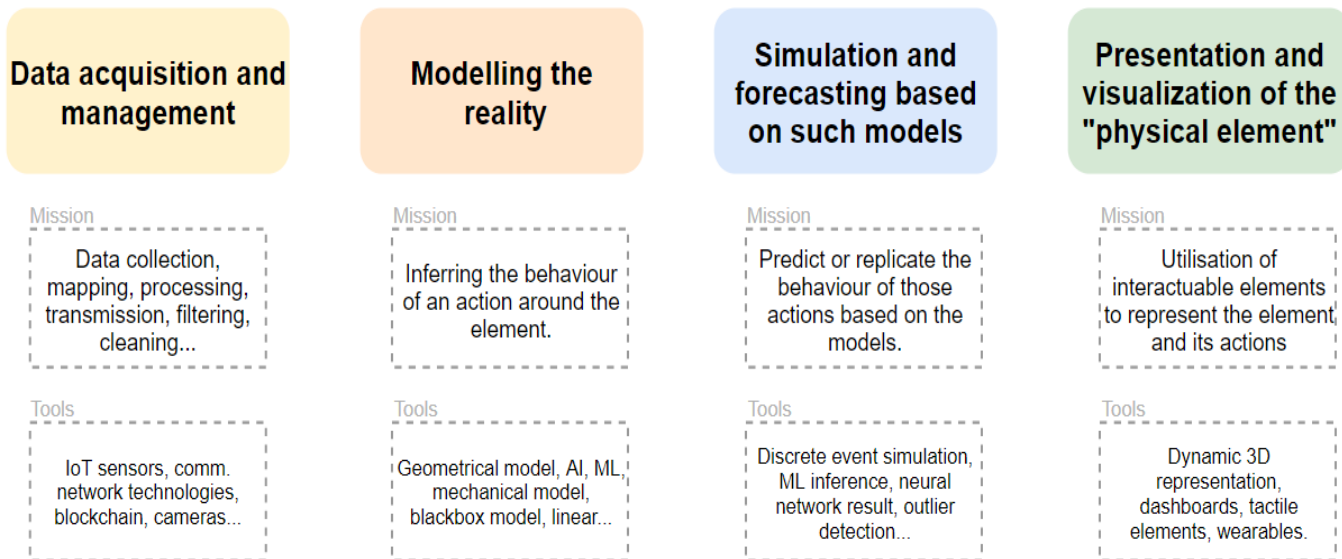 Data acquisition and
management
Modelling the
reality
Simulation and
forecasting based
on such models
Presentation and
visualization of the
"physical element"
Mission
Data collection,
mapping, processing,
transmission, filtering,
cleaning...
Mission
Inferring the behaviour
of an action around the
element.
Mission
Predict or replicate the
behaviour of those
actions based on the
models.
Mission
Utilisation of
interactuable elements
to represent the element
and its actions
Tools
IoT sensors, comm.
network technologies,
blockchain, cameras...
Tools
Geometrical model, AI, ML,
mechanical model,
blackbox model, linear...
Tools
Discrete event simulation,
ML inference, neural
network result, outlier
detection...
Tools
Dynamic 3D
representation,
dashboards, tactile
elements, wearables.